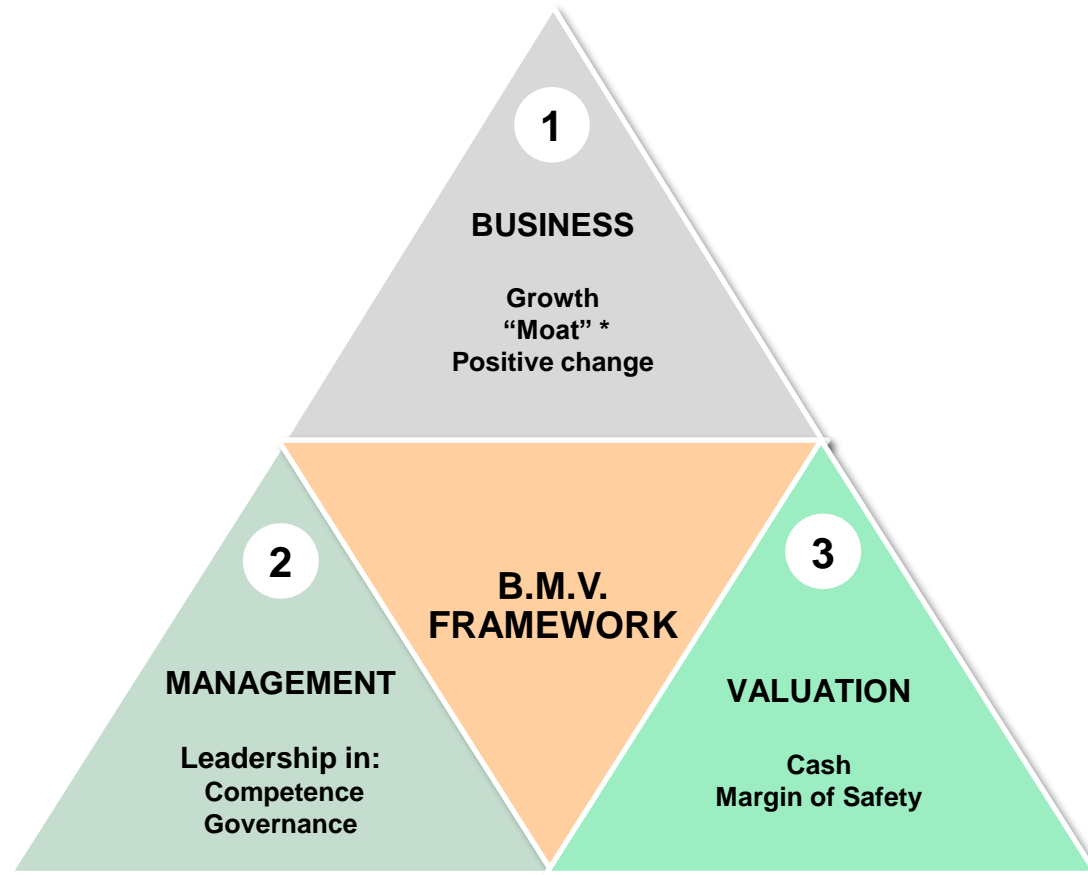 1
BUSINESS
Growth
“Moat” *
Positive change
2
MANAGEMENT
Leadership in:
Competence
Governance
B.M.V.
FRAMEWORK
3
VALUATION
Cash
Margin of Safety